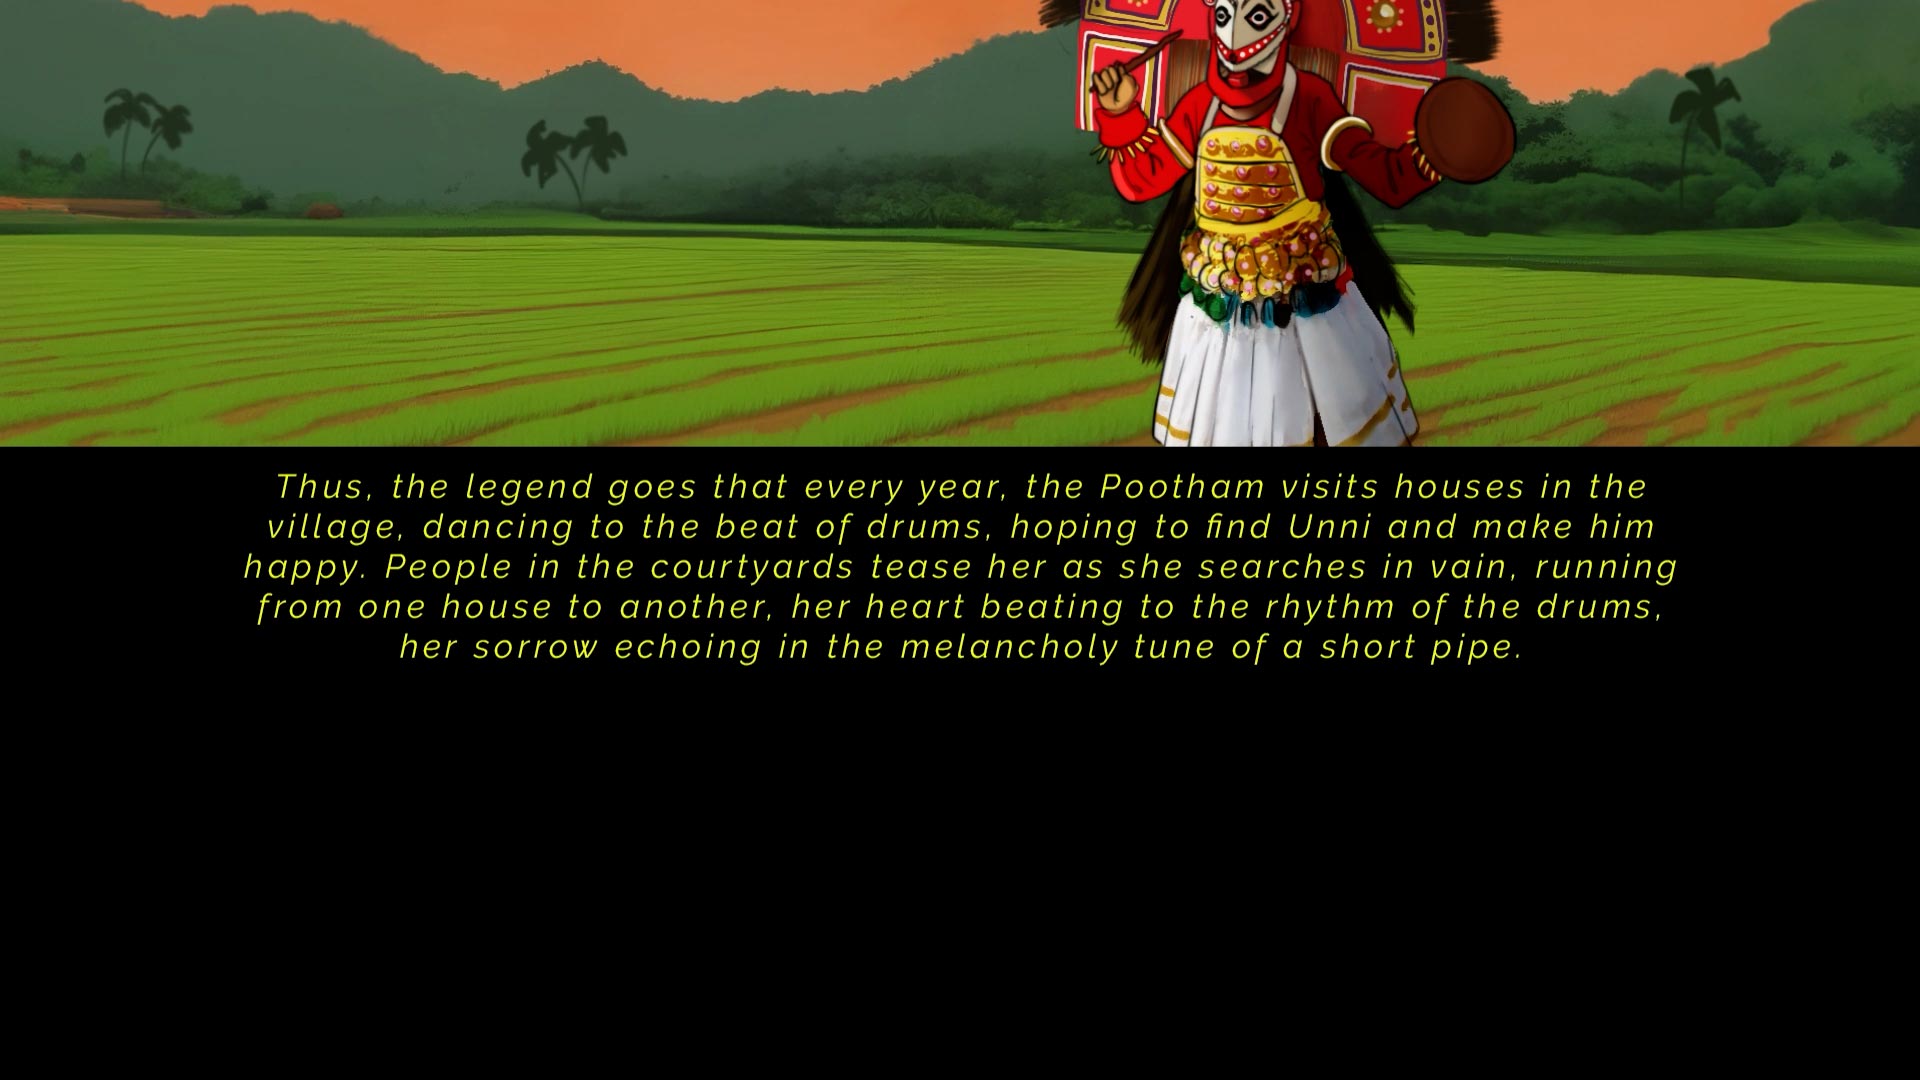 Thus, the legend goes that every year, the Pootham visits houses in the
village, dancing to the beat of drums, hoping to find Unni and make him
happy. People in the courtyards tease her as she searches in vain, running
from one house to another, her heart beating to the rhythm of the drums,
her sorrow echoing in the melancholy tune of a short pipe.